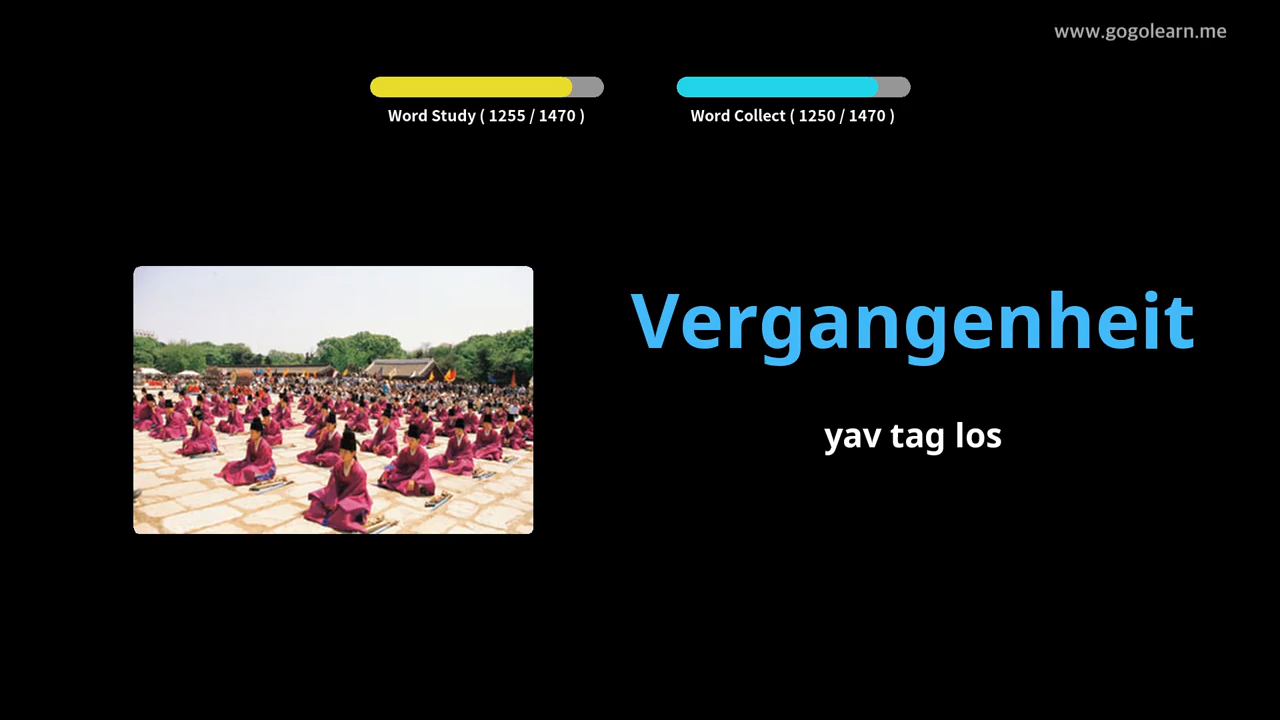 www.gogolearn.me
Word Study ( 1255 / 1470 )
Word Collect ( 1250 / 1470 )
Vergangenheit
yav tag los